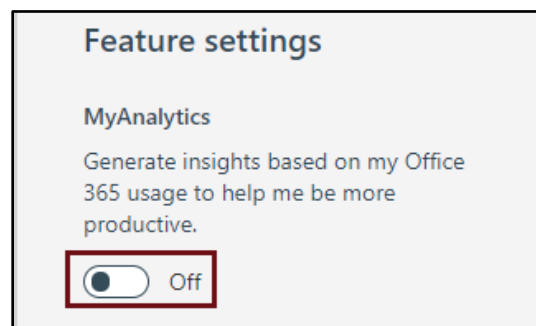 Feature settings
MyAnalytics
Generate insights based on my Office
365 usage to help me be more
productive.
Off